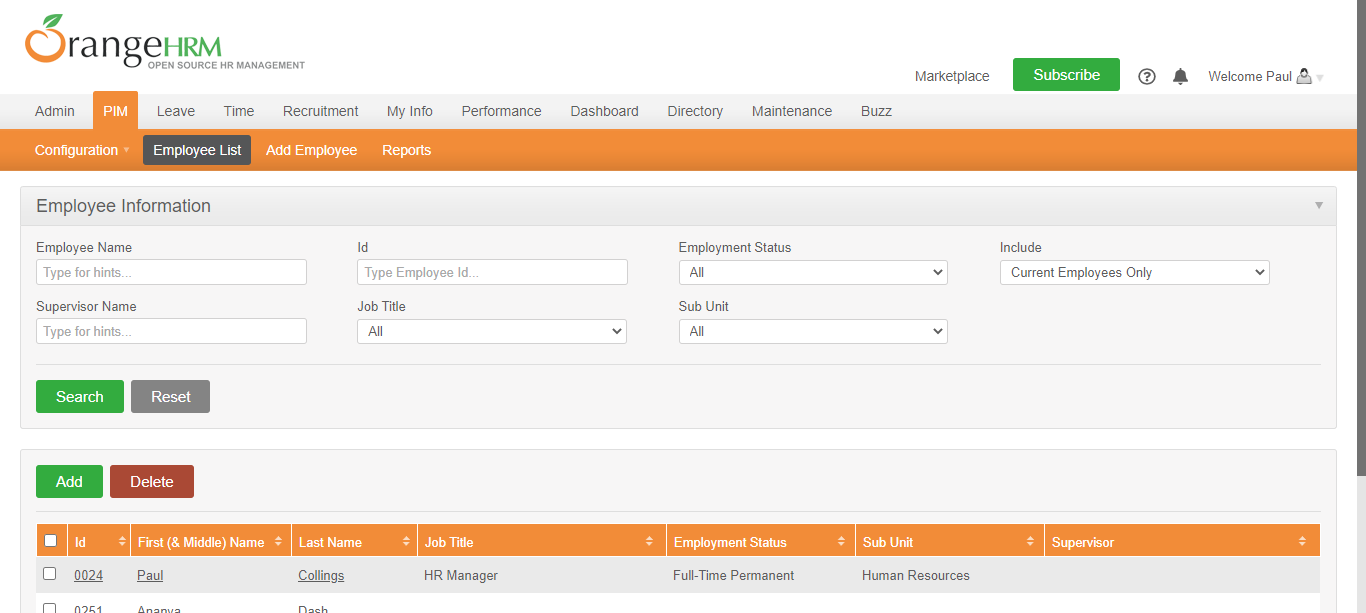 OrangeHRM
OPEN SOURCE HR MANAGEMENT
Marketplace Subscribe Welcome Paul
Admin PIM Leave Time Recruitment My Info Performance Dashboard Directory Maintenance Buzz
Configuration Employee List Add Employee Reports
Employee Information
Employee Name Id Employment Status Include
Type for hints... Type Employee Id... All Current Employees Only
Supervisor Name Job Title Sub Unit
Type for hints... All All
Search Reset
Add Delete
Id First (& Middle) Name Last Name Job Title Employment Status Sub Unit Supervisor
0024 Paul Collings HR Manager Full-Time Permanent Human Resources
0251 Ananya Dash